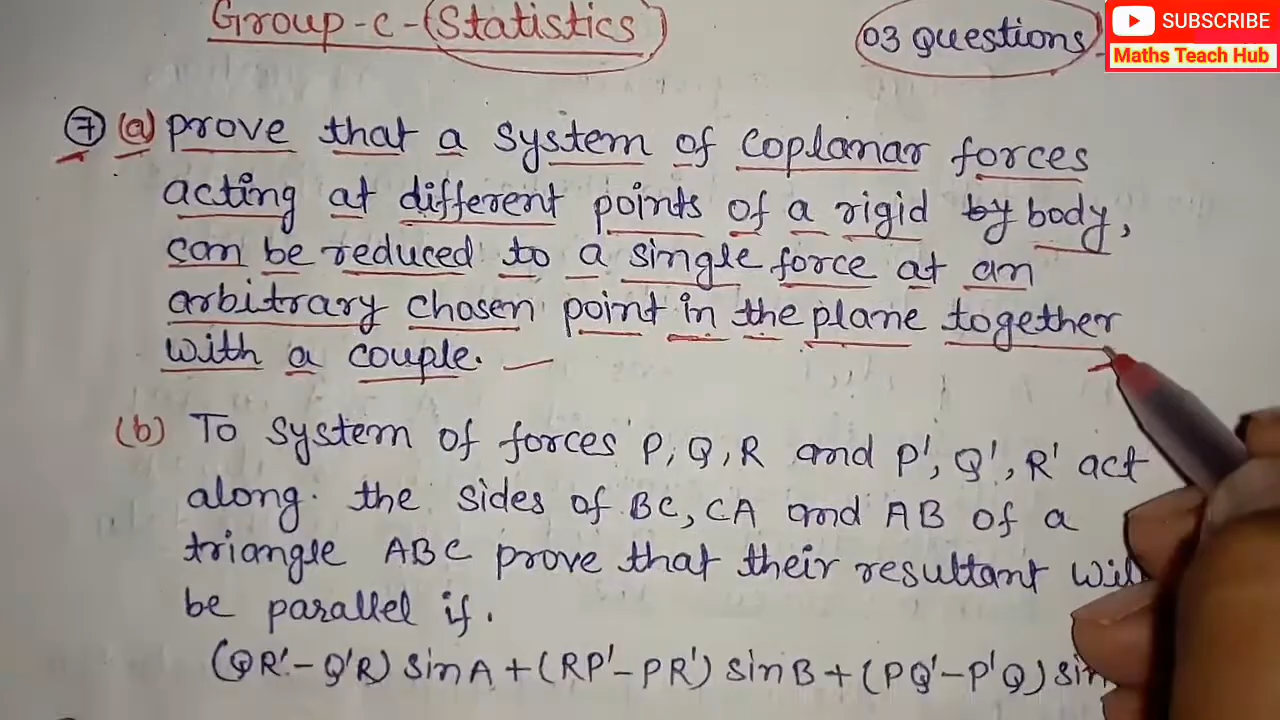 Group-c-(Statistics)
03 Questions
SUBSCRIBE
Maths Teach Hub
7 (a) prove that a system of coplanar forces
acting at different points of a rigid by body,
can be reduced to a single force at an
arbitrary chosen point in the plane together
with a couple.
(b) To system of forces P, Q, R and P', Q', R' act
along. the sides of BC, CA and AB of a
triangle ABC prove that their resultant will
be parallel if.
(QR'-Q'R) sinA + (RP'-PR') sinB + (PQ'-P'Q)